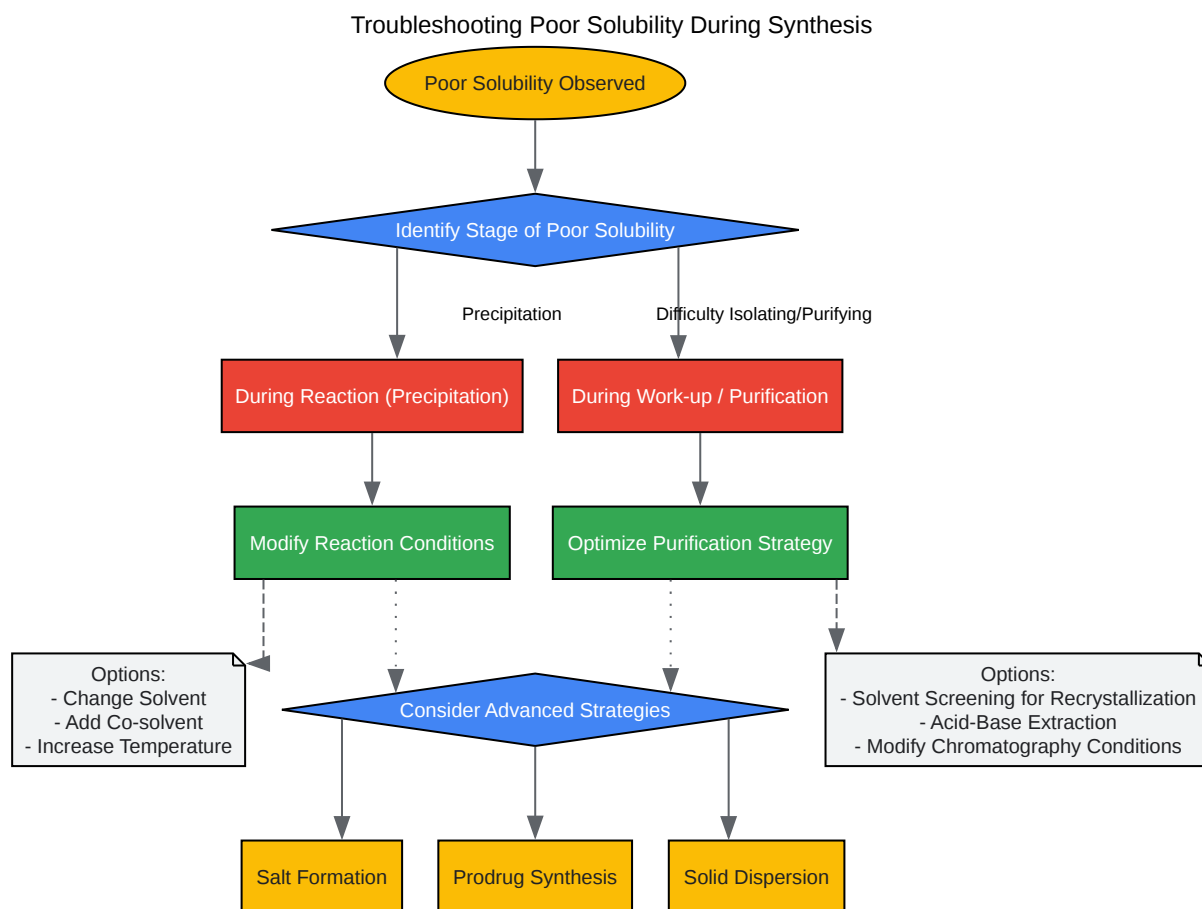 Troubleshooting Poor Solubility During Synthesis
Poor Solubility Observed
Identify Stage of Poor Solubility
Precipitation
Difficulty Isolating/Purifying
During Reaction (Precipitation)
During Work-up / Purification
Modify Reaction Conditions
Optimize Purification Strategy
Options:
- Change Solvent
- Add Co-solvent
- Increase Temperature
Options:
- Solvent Screening for Recrystallization
- Acid-Base Extraction
- Modify Chromatography Conditions
Consider Advanced Strategies
Salt Formation
Prodrug Synthesis
Solid Dispersion